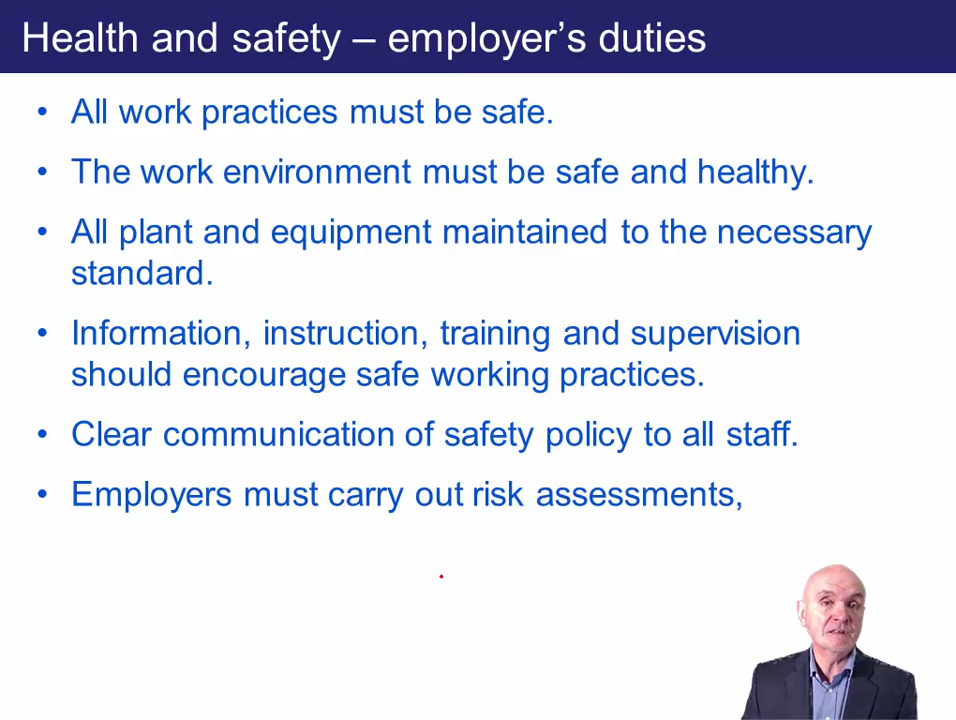 Health and safety – employer’s duties
• All work practices must be safe.
• The work environment must be safe and healthy.
• All plant and equipment maintained to the necessary
standard.
• Information, instruction, training and supervision
should encourage safe working practices.
• Clear communication of safety policy to all staff.
• Employers must carry out risk assessments,